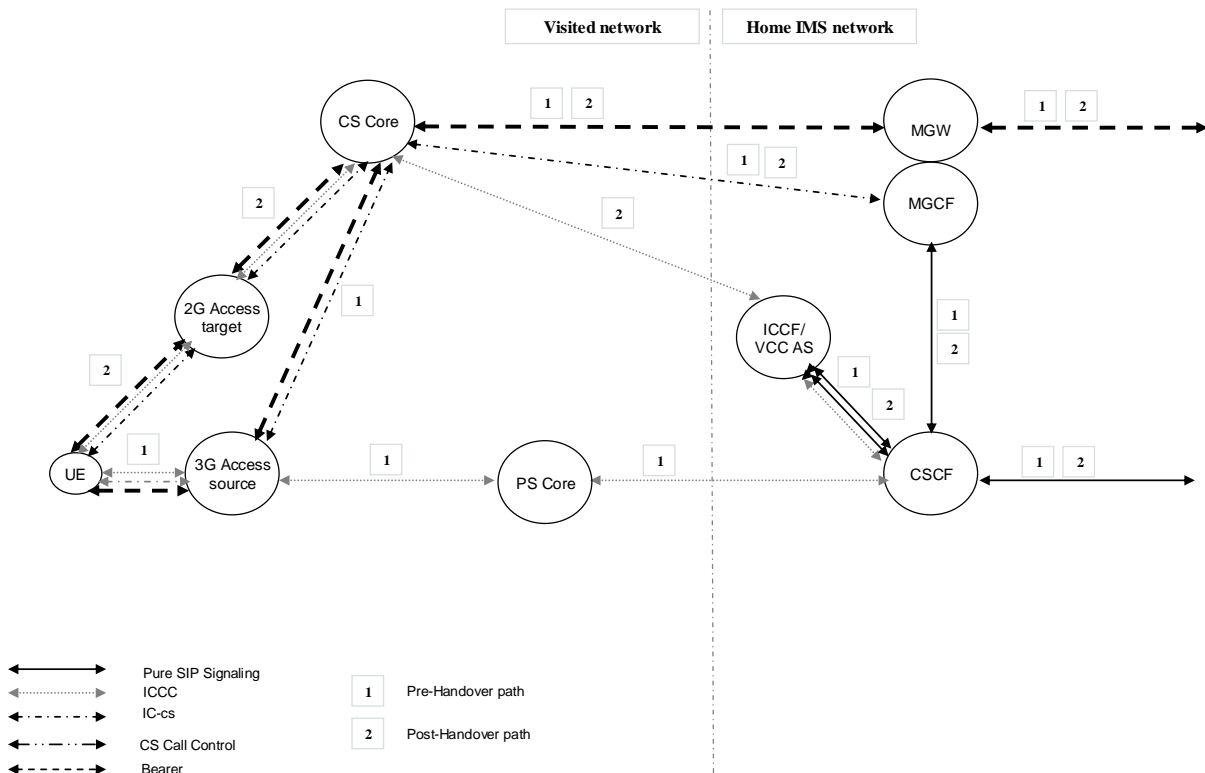 Visited network
Home IMS network
1 2
1 2
CS Core
MGW
1 2
MGCF
2
2
1
2G Access
target
ICCF/
VCC AS
1
2
2
1
2
1
UE
3G Access
source
1
PS Core
1
CSCF
1 2
Pure SIP Signaling
ICCC
IC-cs
CS Call Control
Bearer
1 Pre-Handover path
2 Post-Handover path